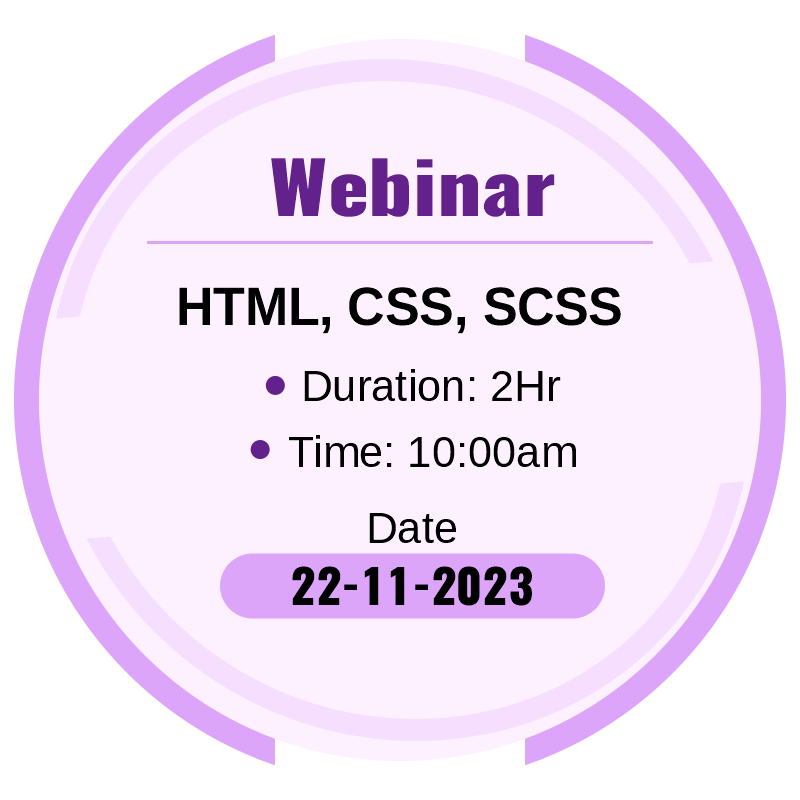 Webinar
HTML, CSS, SCSS
Duration: 2Hr
Time: 10:00am
Date
22-11-2023